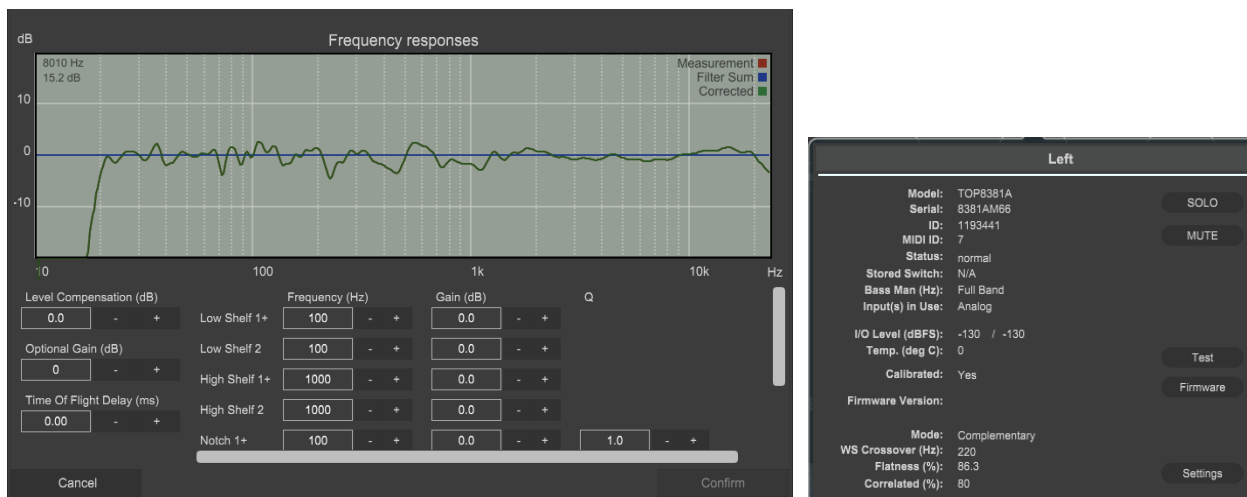 dB
Frequency responses
8010 Hz
15.2 dB
Measurement
Filter Sum
Corrected
10
0
-10
10 100 1k 10k Hz
Level Compensation (dB)
0.0 - +
Optional Gain (dB)
0 - +
Time Of Flight Delay (ms)
0.00 - +
Frequency (Hz) Gain (dB) Q
Low Shelf 1+ 100 - + 0.0 - +
Low Shelf 2 100 - + 0.0 - +
High Shelf 1+ 1000 - + 0.0 - +
High Shelf 2 1000 - + 0.0 - +
Notch 1+ 100 - + 0.0 - + 1.0 - +
Cancel
Confirm
Left
Model: TOP8381A
Serial: 8381AM66
ID: 1193441
MIDI ID: 7
Status: normal
Stored Switch: N/A
Bass Man (Hz): Full Band
Input(s) in Use: Analog
I/O Level (dBFS): -130 / -130
Temp. (deg C): 0
Calibrated: Yes
Firmware Version:
Mode: Complementary
WS Crossover (Hz): 220
Flatness (%): 86.3
Correlated (%): 80
SOLO
MUTE
Test
Firmware
Settings